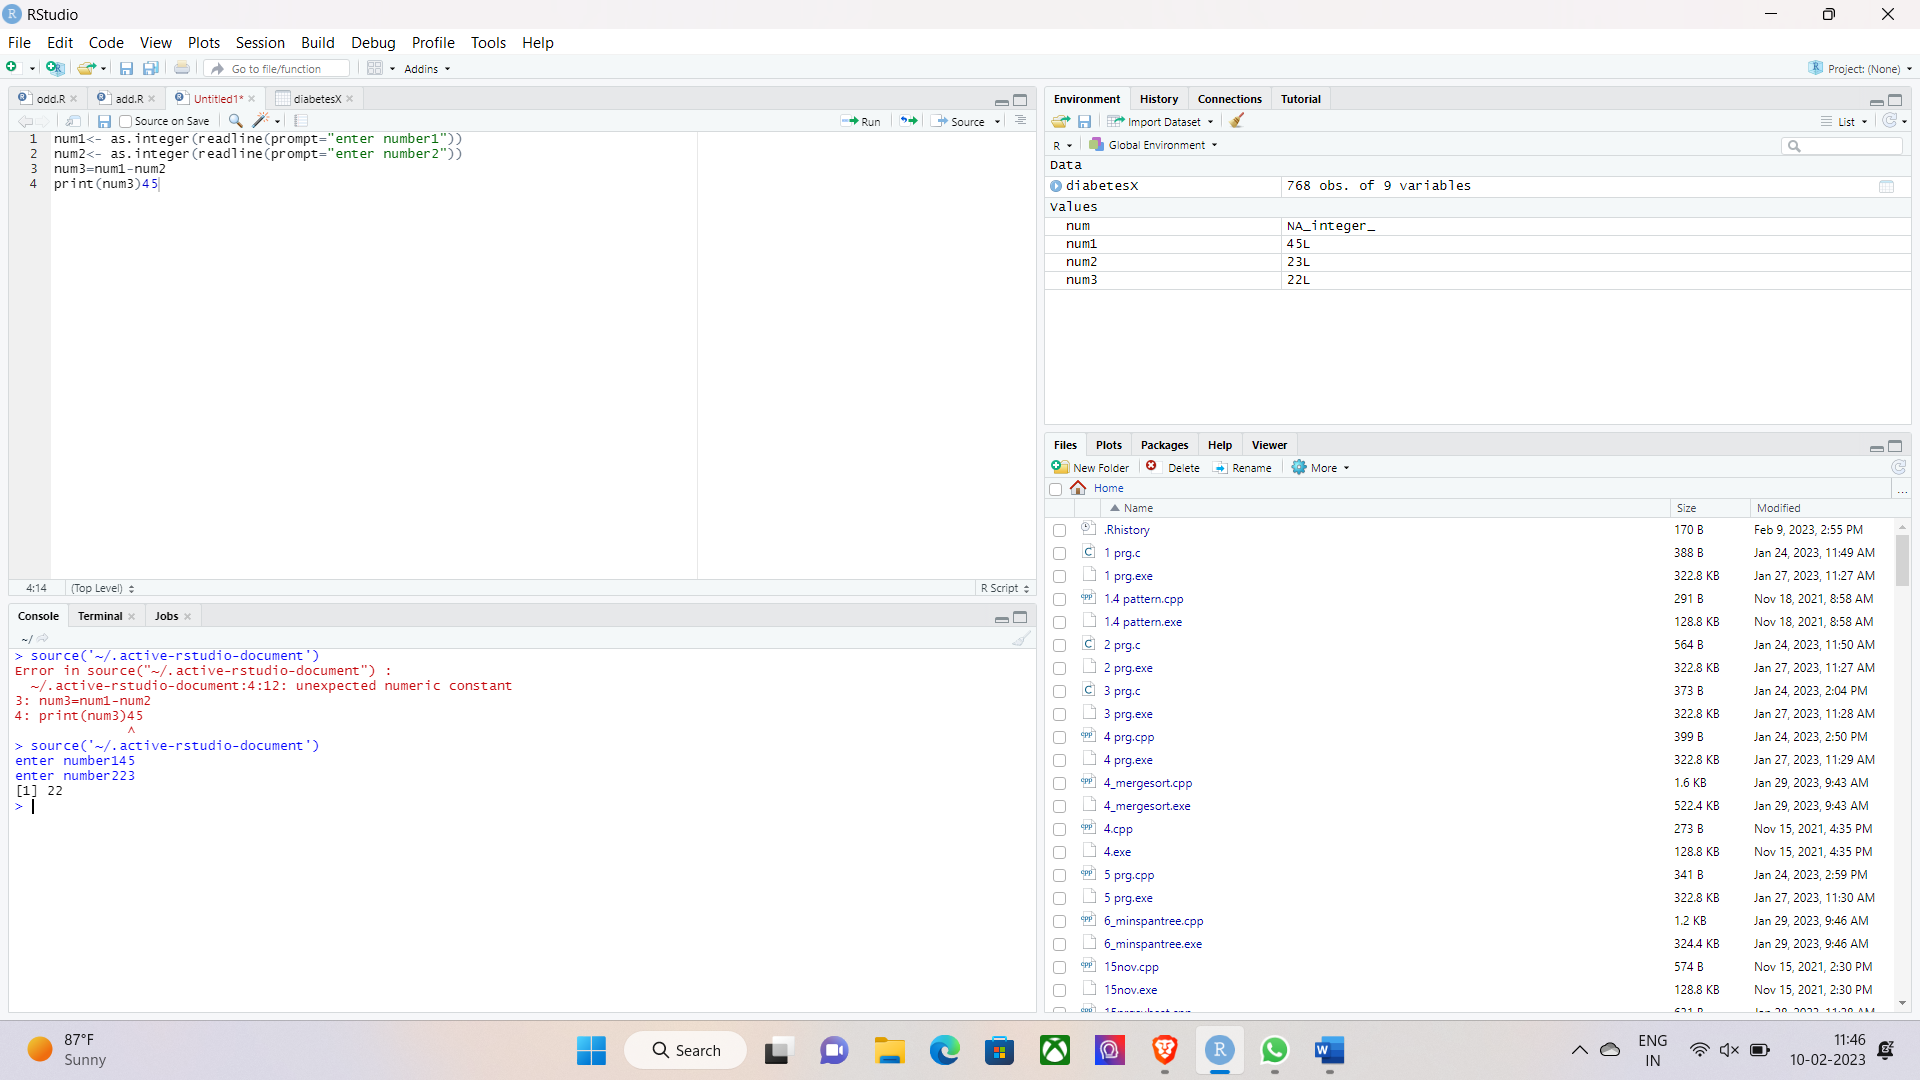 RStudio
File Edit Code View Plots Session Build Debug Profile Tools Help
Go to file/function Addins Project: (None)
odd.R add.R Untitled1* diabetesX
Source on Save Run Source
1 num1<- as.integer(readline(prompt="enter number1"))
2 num2<- as.integer(readline(prompt="enter number2"))
3 num3=num1-num2
4 print(num3)45
4:14 (Top Level) R Script
Console Terminal Jobs
~/
> source('~/.active-rstudio-document')
Error in source("~/.active-rstudio-document") :
~/.active-rstudio-document:4:12: unexpected numeric constant
3: num3=num1-num2
4: print(num3)45
^
> source('~/.active-rstudio-document')
enter number145
enter number223
[1] 22
>
Environment History Connections Tutorial
Import Dataset List
R Global Environment
Data
diabetesX 768 obs. of 9 variables
Values
num NA_integer_
num1 45L
num2 23L
num3 22L
Files Plots Packages Help Viewer
New Folder Delete Rename More
Home ...
Name Size Modified
.Rhistory 170 B Feb 9, 2023, 2:55 PM
1 prg.c 388 B Jan 24, 2023, 11:49 AM
1 prg.exe 322.8 KB Jan 27, 2023, 11:27 AM
1.4 pattern.cpp 291 B Nov 18, 2021, 8:58 AM
1.4 pattern.exe 128.8 KB Nov 18, 2021, 8:58 AM
2 prg.c 564 B Jan 24, 2023, 11:50 AM
2 prg.exe 322.8 KB Jan 27, 2023, 11:27 AM
3 prg.c 373 B Jan 24, 2023, 2:04 PM
3 prg.exe 322.8 KB Jan 27, 2023, 11:28 AM
4 prg.cpp 399 B Jan 24, 2023, 2:50 PM
4 prg.exe 322.8 KB Jan 27, 2023, 11:29 AM
4_mergesort.cpp 1.6 KB Jan 29, 2023, 9:43 AM
4_mergesort.exe 522.4 KB Jan 29, 2023, 9:43 AM
4.cpp 273 B Nov 15, 2021, 4:35 PM
4.exe 128.8 KB Nov 15, 2021, 4:35 PM
5 prg.cpp 341 B Jan 24, 2023, 2:59 PM
5 prg.exe 322.8 KB Jan 27, 2023, 11:30 AM
6_minspantree.cpp 1.2 KB Jan 29, 2023, 9:46 AM
6_minspantree.exe 324.4 KB Jan 29, 2023, 9:46 AM
15nov.cpp 574 B Nov 15, 2021, 2:30 PM
15nov.exe 128.8 KB Nov 15, 2021, 2:30 PM
87°F
Sunny
Search
ENG
IN
11:46
10-02-2023